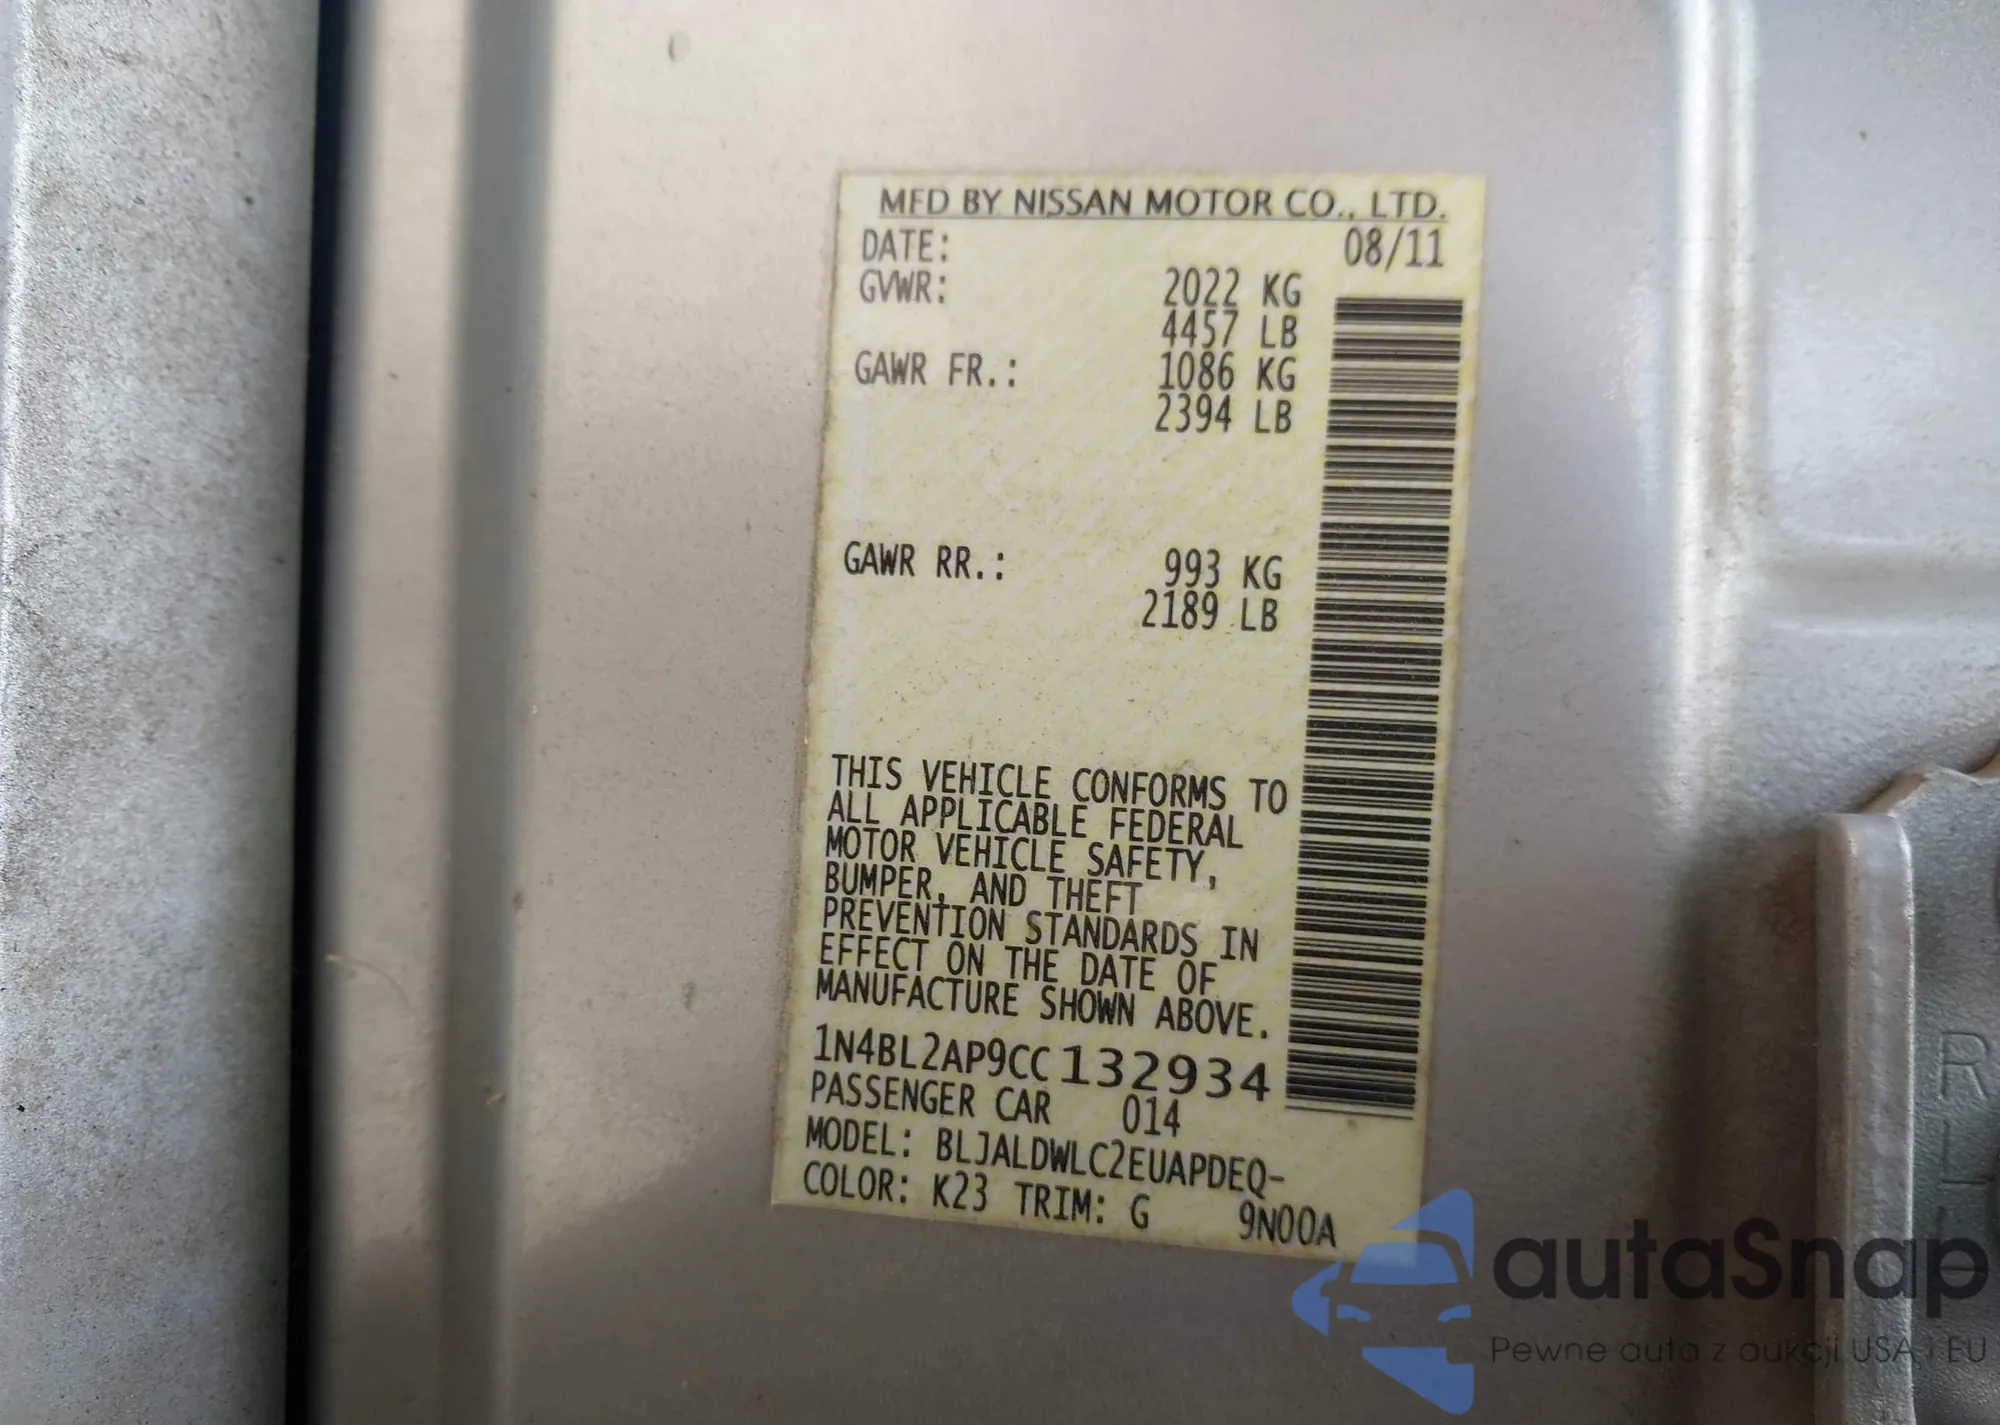 MFD BY NISSAN MOTOR CO., LTD.
DATE: 08/11
GVWR: 2022 KG
4457 LB
GAWR FR.: 1086 KG
2394 LB
GAWR RR.: 993 KG
2189 LB
THIS VEHICLE CONFORMS TO
ALL APPLICABLE FEDERAL
MOTOR VEHICLE SAFETY,
BUMPER, AND THEFT
PREVENTION STANDARDS IN
EFFECT ON THE DATE OF
MANUFACTURE SHOWN ABOVE.
1N4BL2AP9CC132934
PASSENGER CAR 014
MODEL: BLJALDWLC2EUAPDEQ-
COLOR: K23 TRIM: G 9N00A
autaSnap
Pewne auta z aukcji USA i EU